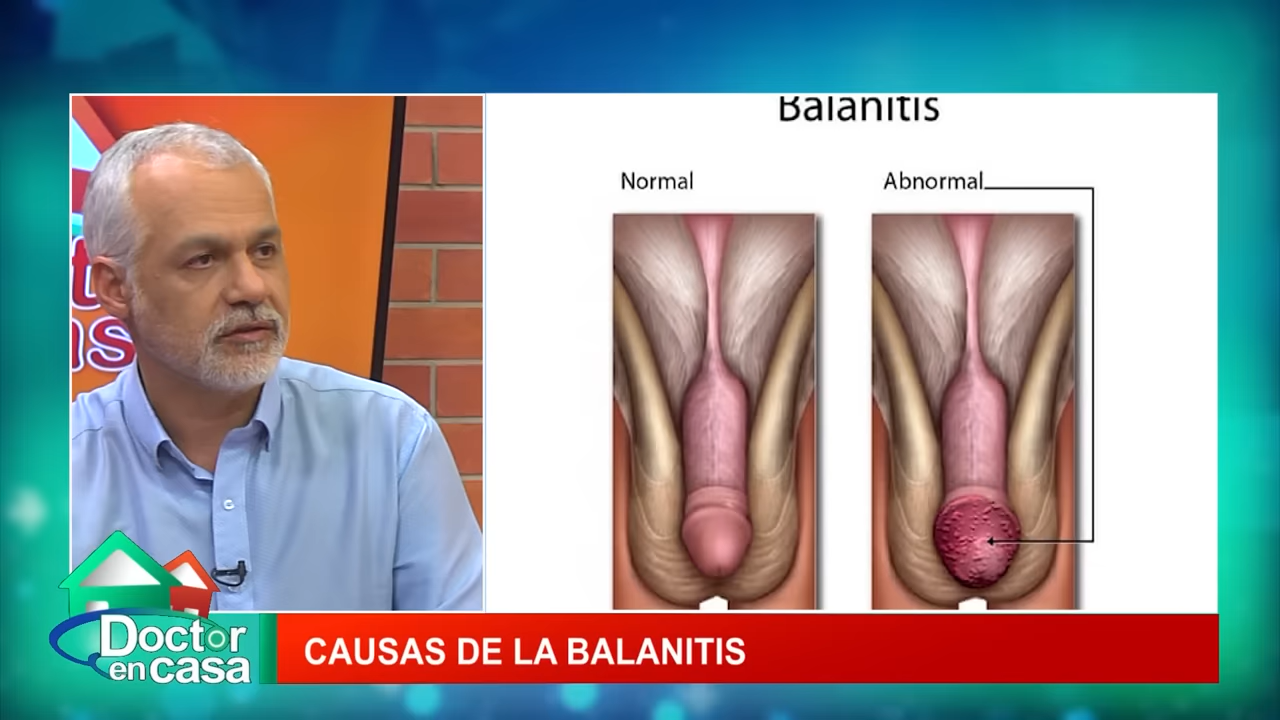 Balanitis
Normal
Abnormal
Doctor
en casa
CAUSAS DE LA BALANITIS